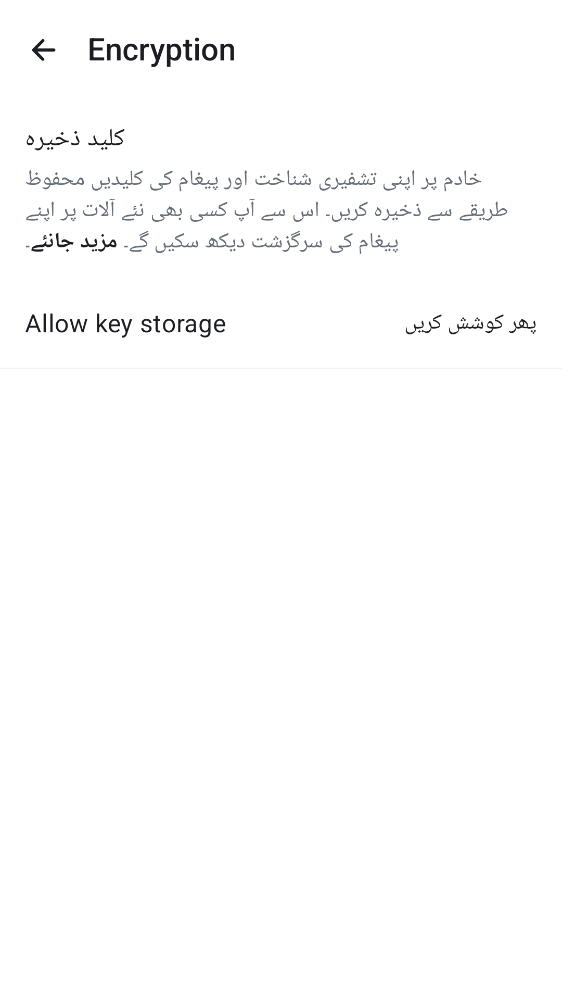 Encryption
کلید ذخیرہ
خادم پر اپنی تشفیری شناخت اور پیغام کی کلیدیں محفوظ
طریقے سے ذخیرہ کریں۔ اس سے آپ کسی بھی نئے آلات پر اپنے
پیغام کی سرگزشت دیکھ سکیں گے۔ مزید جانئے۔
Allow key storage
پھر کوشش کریں